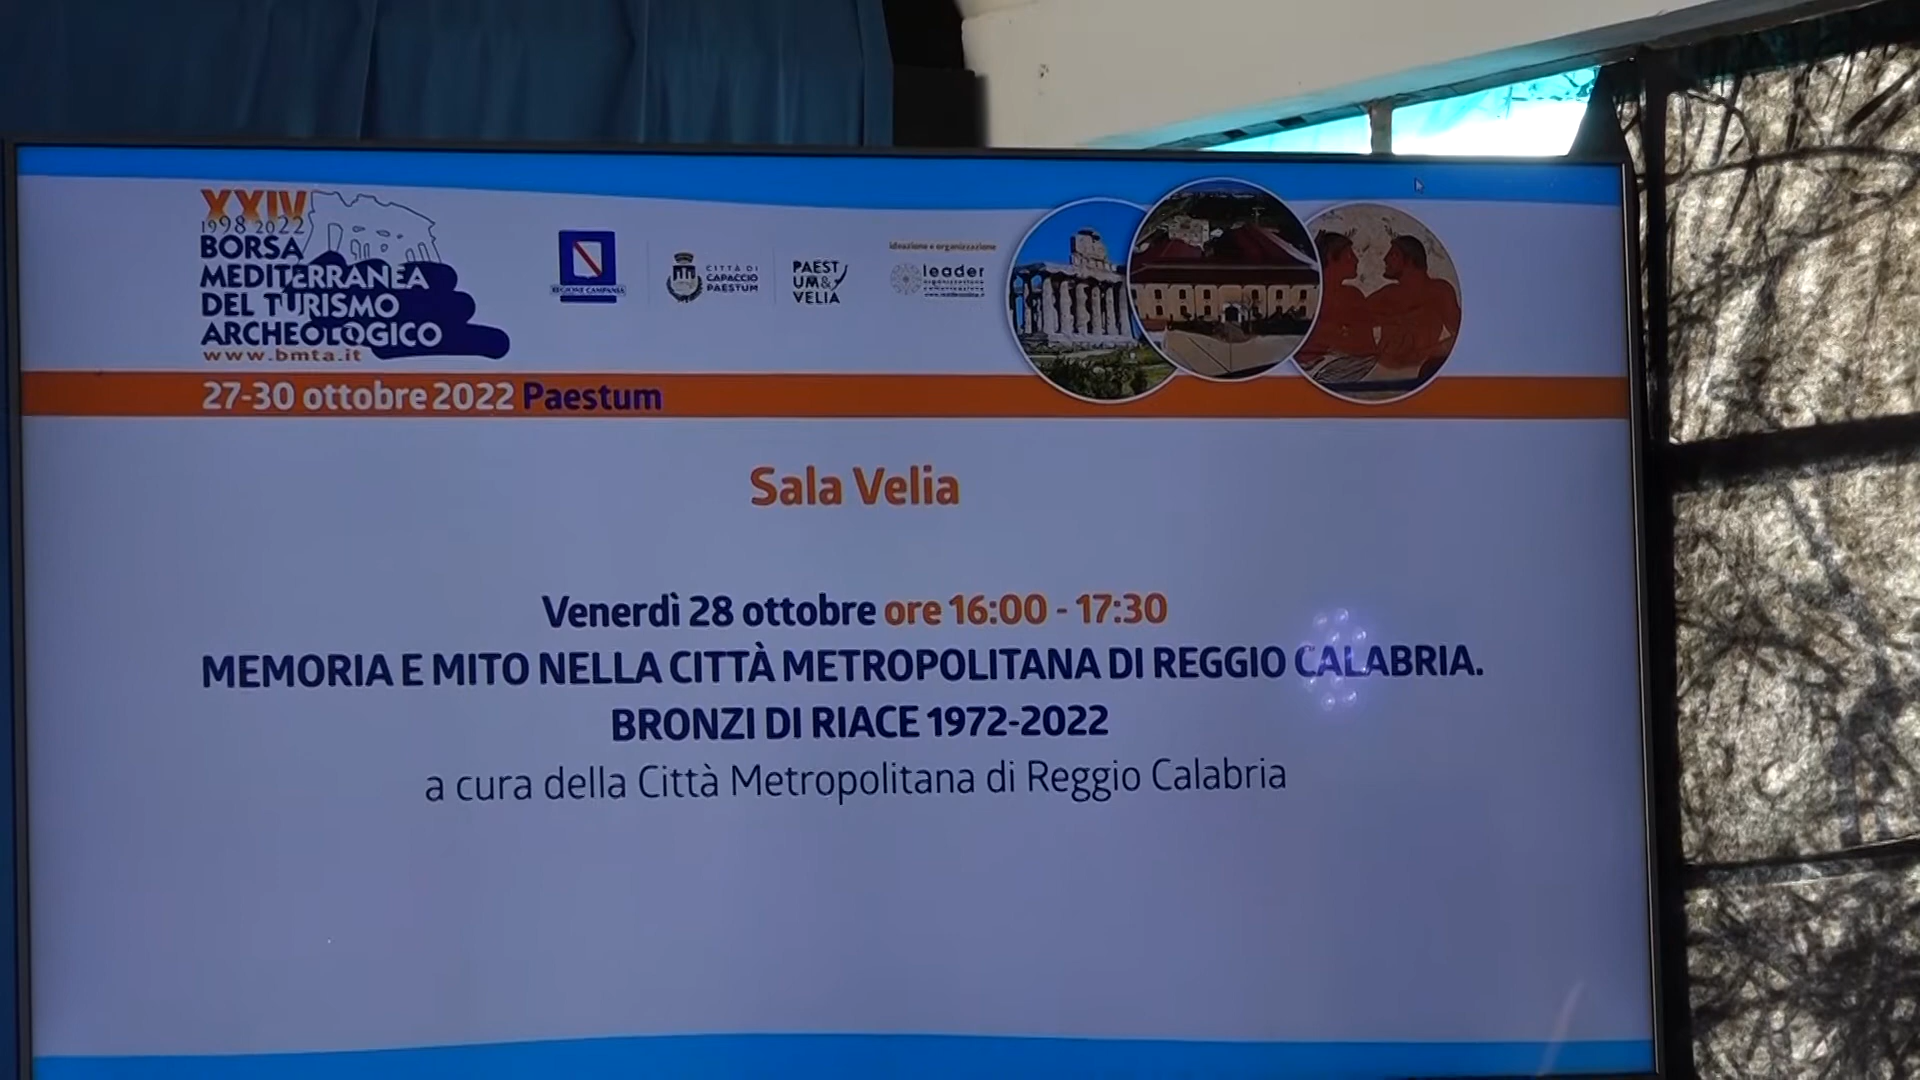 XXIV
1998 2022
BORSA
MEDITERRANEA
DEL TURISMO
ARCHEOLOGICO
www.bmta.it
REGIONE CAMPANIA
CITTÀ DI
CAPACCIO
PAESTUM
PAEST
UM&
VELIA
ideazione e organizzazione
leader
27-30 ottobre 2022 Paestum
Sala Velia
Venerdì 28 ottobre ore 16:00 - 17:30
MEMORIA E MITO NELLA CITTÀ METROPOLITANA DI REGGIO CALABRIA.
BRONZI DI RIACE 1972-2022
a cura della Città Metropolitana di Reggio Calabria